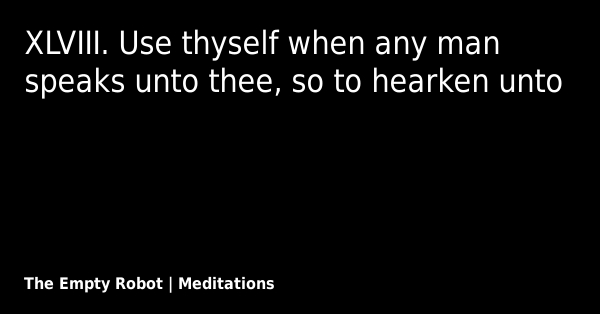 XLVIII. Use thyself when any man
speaks unto thee, so to hearken unto
The Empty Robot | Meditations